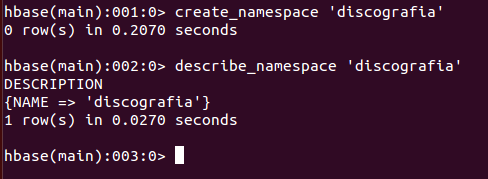 hbase(main):001:0> create_namespace 'discografia'
0 row(s) in 0.2070 seconds
hbase(main):002:0> describe_namespace 'discografia'
DESCRIPTION
{NAME => 'discografia'}
1 row(s) in 0.0270 seconds
hbase(main):003:0>